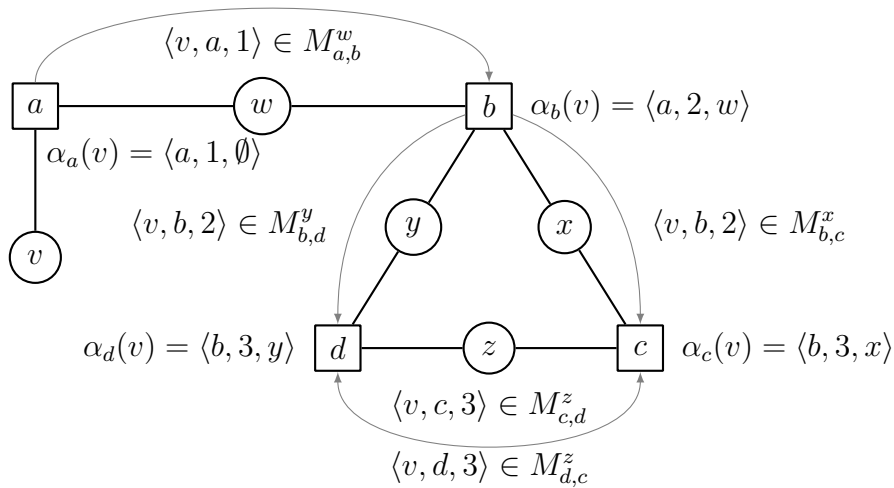 ⟨v, a, 1⟩ ∈ M^w_{a,b}
a
w
b
α_b(v) = ⟨a, 2, w⟩
α_a(v) = ⟨a, 1, ∅⟩
⟨v, b, 2⟩ ∈ M^y_{b,d}
y
x
⟨v, b, 2⟩ ∈ M^x_{b,c}
v
α_d(v) = ⟨b, 3, y⟩
d
z
c
α_c(v) = ⟨b, 3, x⟩
⟨v, c, 3⟩ ∈ M^z_{c,d}
⟨v, d, 3⟩ ∈ M^z_{d,c}